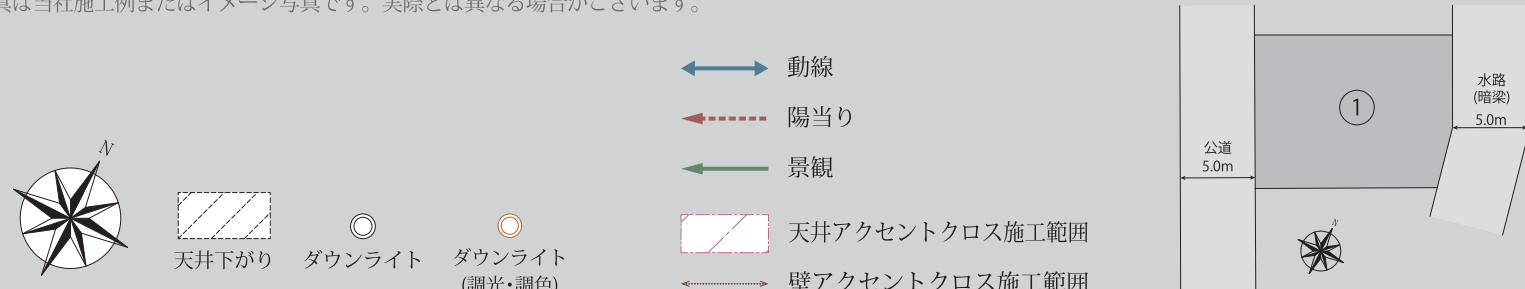 真は当社施工例またはイメージ写真です。実際とは異なる場合がございます。
N
天井下がり
ダウンライト
ダウンライト
(調光・調色)
動線
陽当り
景観
天井アクセントクロス施工範囲
壁アクセントクロス施工範囲
公道
5.0m
①
水路
(暗梁)
5.0m
N